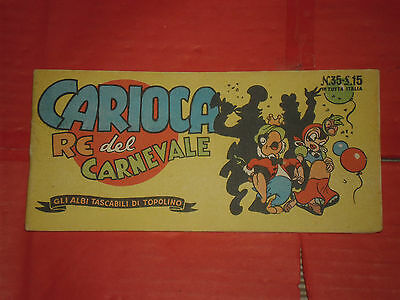 CARIOCA
RE del
CARNEVALE
GLI ALBI TASCABILI DI TOPOLINO
N.35-L.15
IN TUTTA ITALIA